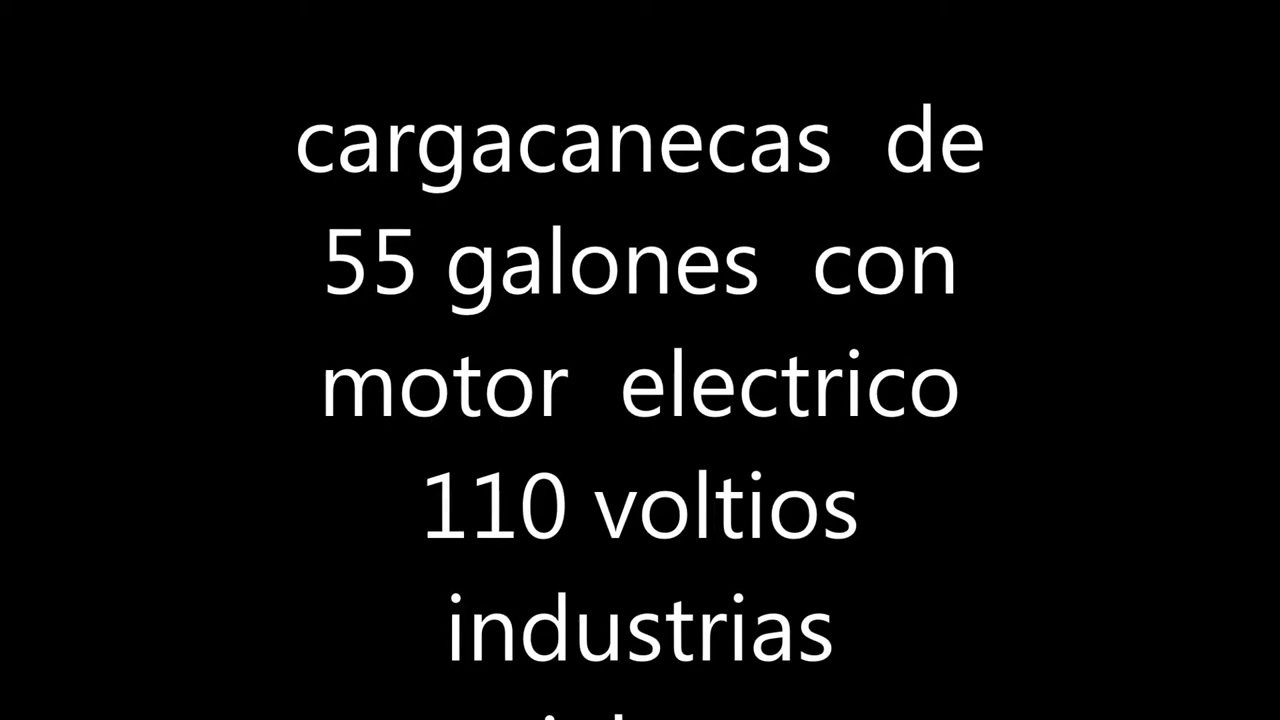 cargacanecas de
55 galones con
motor electrico
110 voltios
industrias